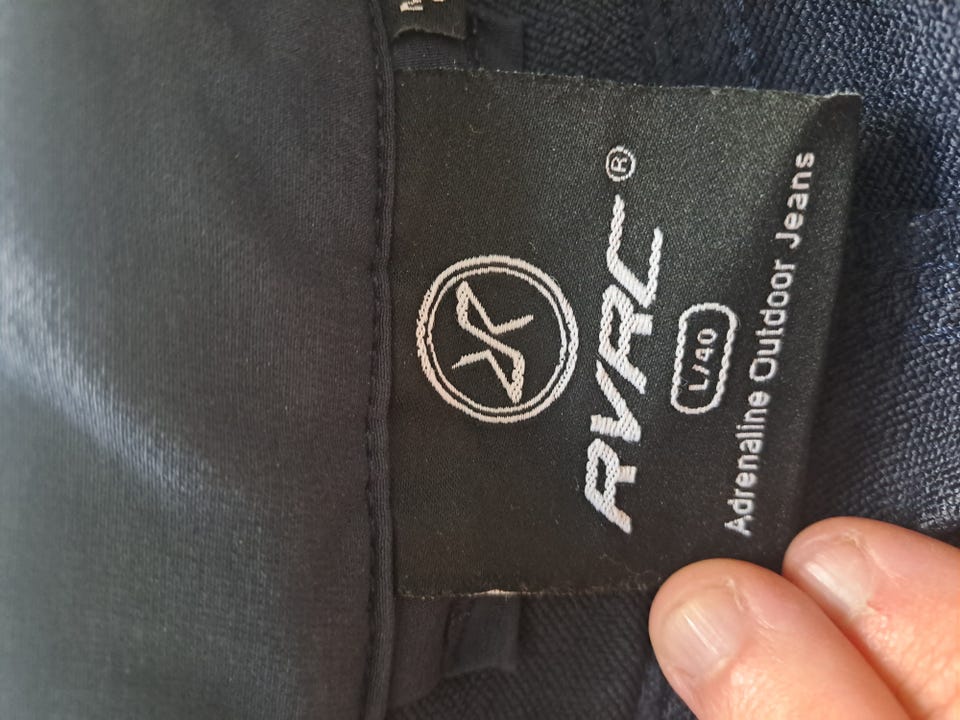 RVRC®
L/40
Adrenaline Outdoor Jeans